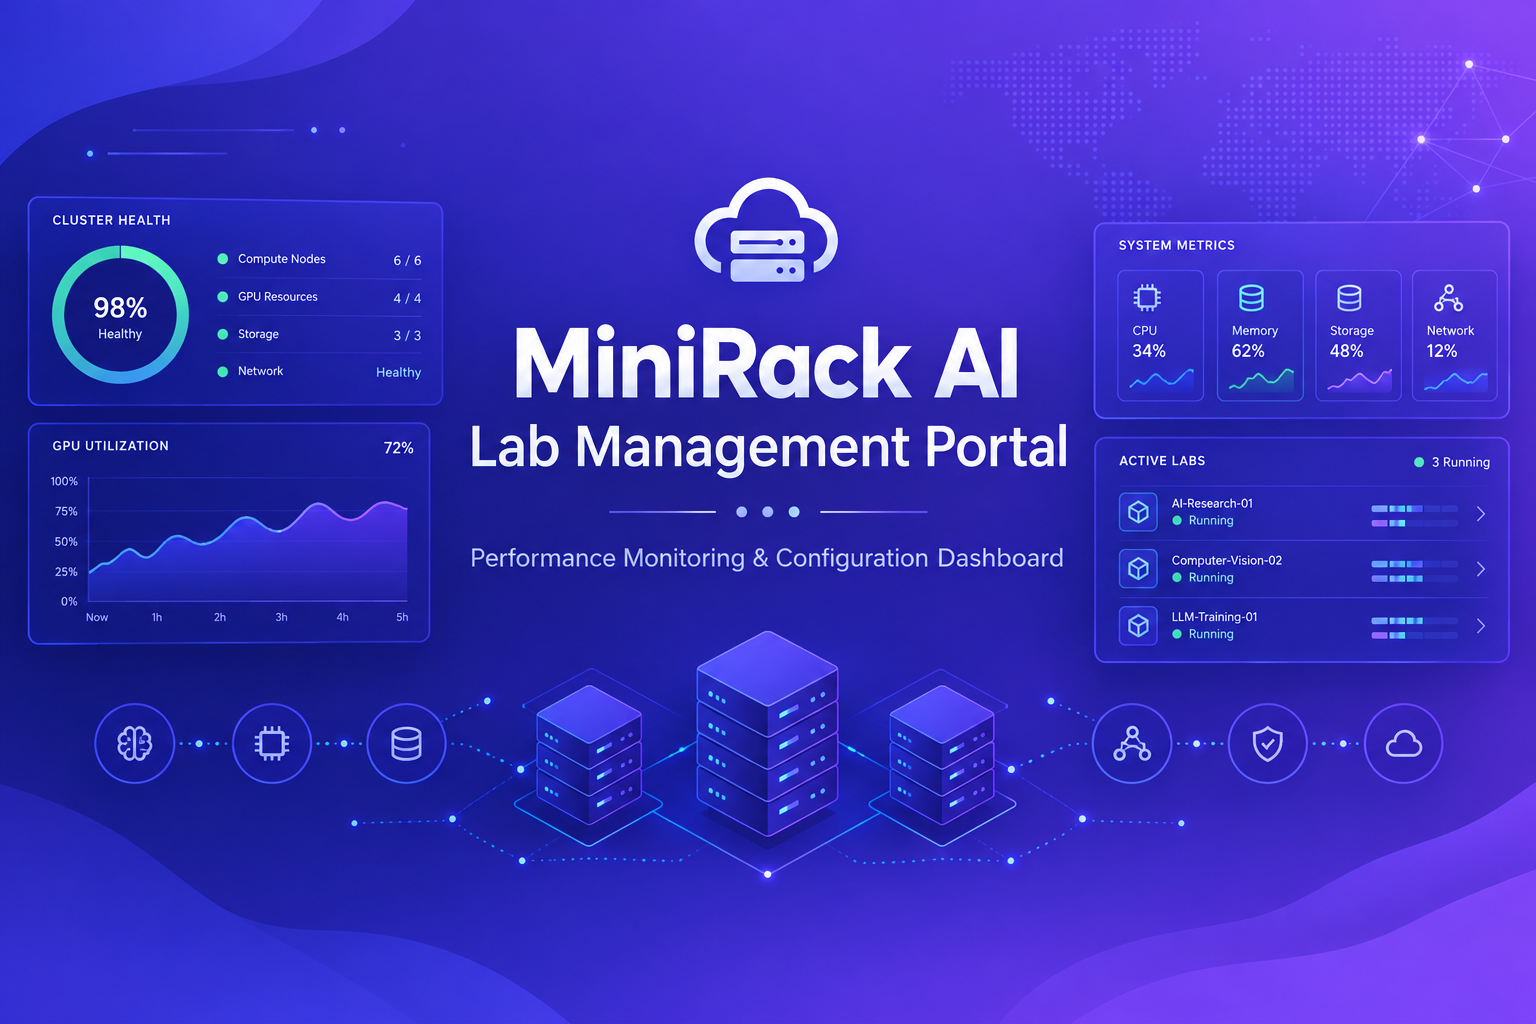 MiniRack AI
Lab Management Portal
Performance Monitoring & Configuration Dashboard
CLUSTER HEALTH
98%
Healthy
Compute Nodes 6 / 6
GPU Resources 4 / 4
Storage 3 / 3
Network Healthy
GPU UTILIZATION 72%
100%
75%
50%
25%
0%
Now 1h 2h 3h 4h 5h
SYSTEM METRICS
CPU Memory Storage Network
34% 62% 48% 12%
ACTIVE LABS 3 Running
AI-Research-01
Running
Computer-Vision-02
Running
LLM-Training-01
Running